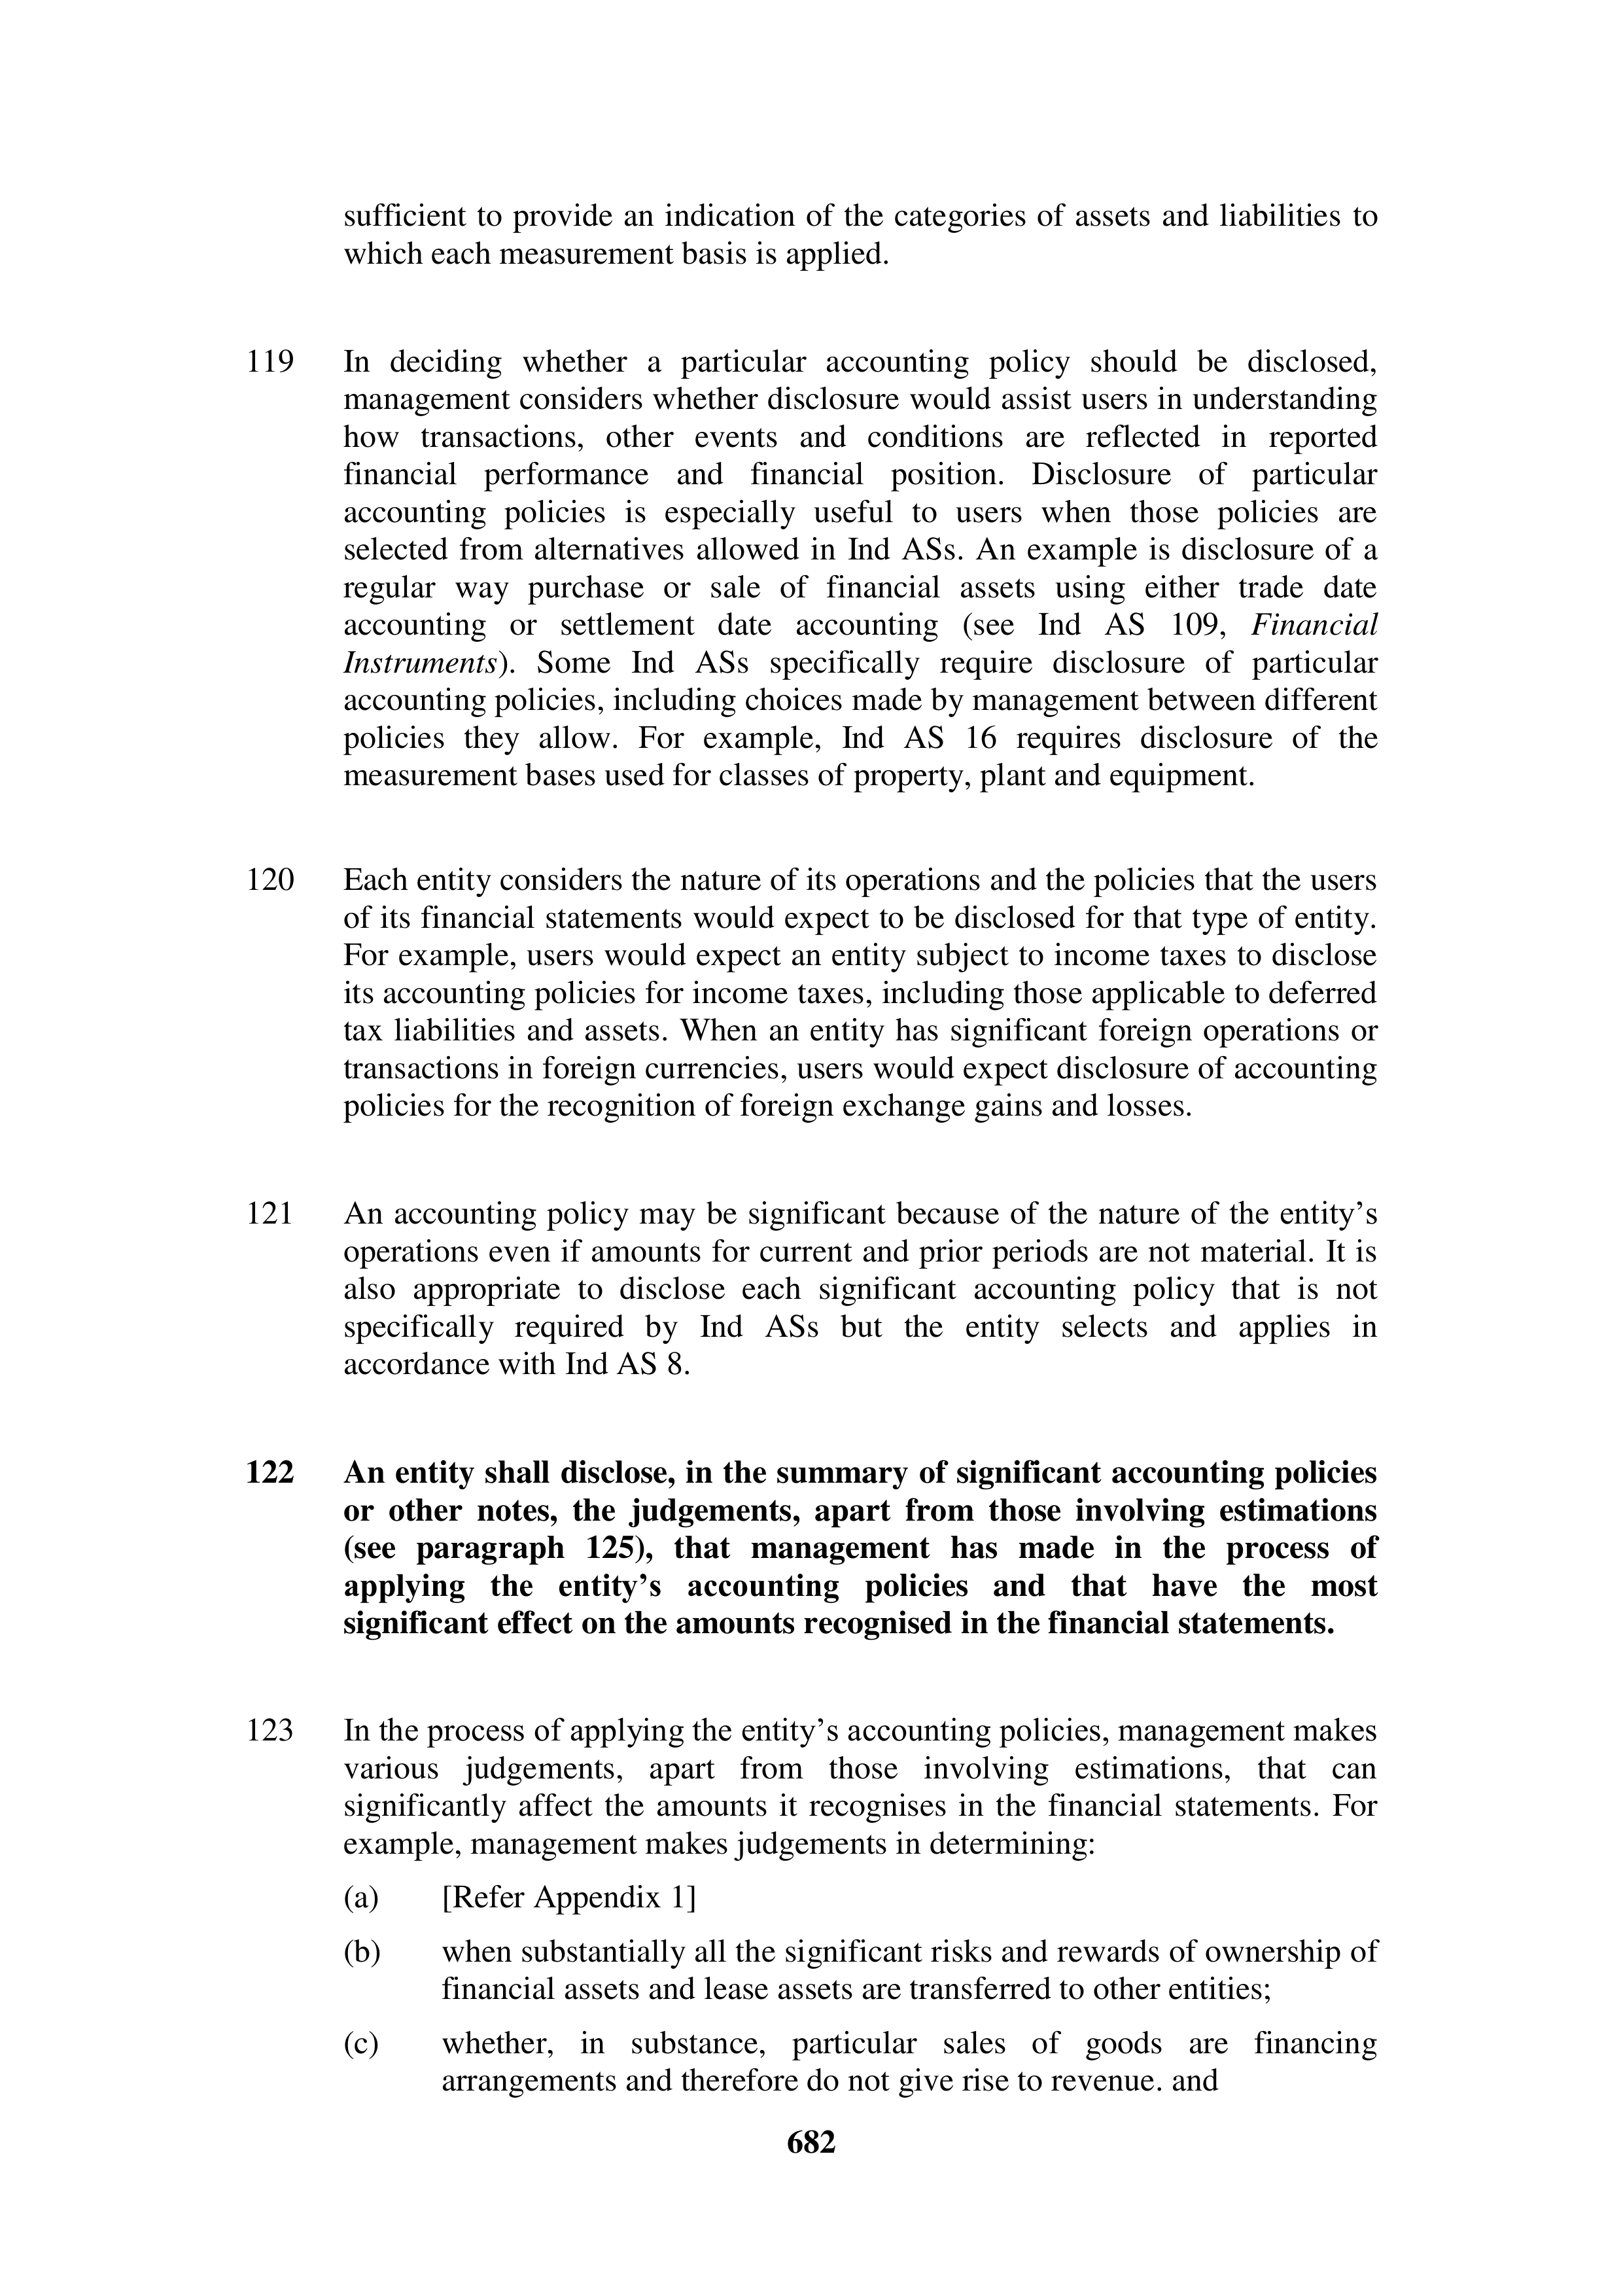 sufficient to provide an indication of the categories of assets and liabilities to
which each measurement basis is applied.
119 In deciding whether a particular accounting policy should be disclosed,
management considers whether disclosure would assist users in understanding
how transactions, other events and conditions are reflected in reported
financial performance and financial position. Disclosure of particular
accounting policies is especially useful to users when those policies are
selected from alternatives allowed in Ind ASs. An example is disclosure of a
regular way purchase or sale of financial assets using either trade date
accounting or settlement date accounting (see Ind AS 109, Financial
Instruments). Some Ind ASs specifically require disclosure of particular
accounting policies, including choices made by management between different
policies they allow. For example, Ind AS 16 requires disclosure of the
measurement bases used for classes of property, plant and equipment.
120 Each entity considers the nature of its operations and the policies that the users
of its financial statements would expect to be disclosed for that type of entity.
For example, users would expect an entity subject to income taxes to disclose
its accounting policies for income taxes, including those applicable to deferred
tax liabilities and assets. When an entity has significant foreign operations or
transactions in foreign currencies, users would expect disclosure of accounting
policies for the recognition of foreign exchange gains and losses.
121 An accounting policy may be significant because of the nature of the entity’s
operations even if amounts for current and prior periods are not material. It is
also appropriate to disclose each significant accounting policy that is not
specifically required by Ind ASs but the entity selects and applies in
accordance with Ind AS 8.
122 An entity shall disclose, in the summary of significant accounting policies
or other notes, the judgements, apart from those involving estimations
(see paragraph 125), that management has made in the process of
applying the entity’s accounting policies and that have the most
significant effect on the amounts recognised in the financial statements.
123 In the process of applying the entity’s accounting policies, management makes
various judgements, apart from those involving estimations, that can
significantly affect the amounts it recognises in the financial statements. For
example, management makes judgements in determining:
(a) [Refer Appendix 1]
(b) when substantially all the significant risks and rewards of ownership of
financial assets and lease assets are transferred to other entities;
(c) whether, in substance, particular sales of goods are financing
arrangements and therefore do not give rise to revenue. and
682